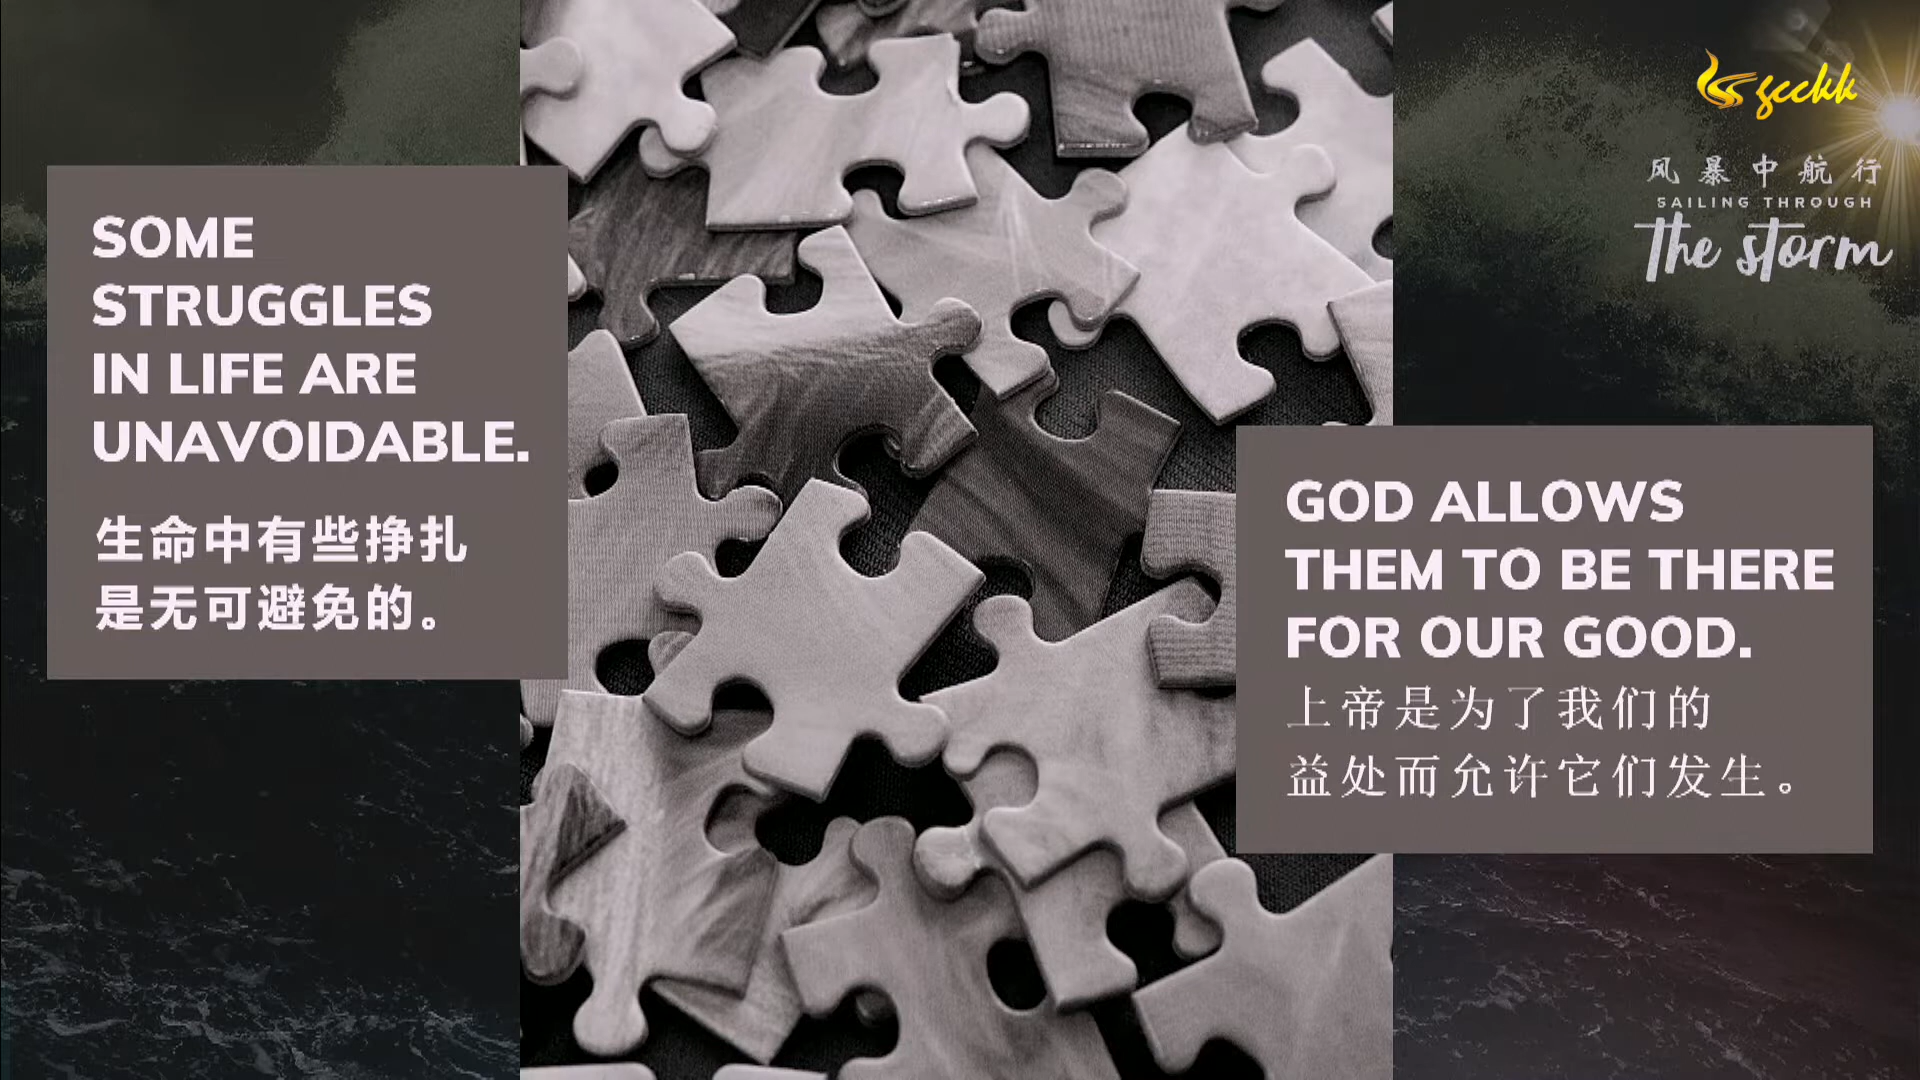 gcckk
风暴中航行
SAILING THROUGH
the storm
SOME
STRUGGLES
IN LIFE ARE
UNAVOIDABLE.
生命中有些挣扎
是无可避免的。
GOD ALLOWS
THEM TO BE THERE
FOR OUR GOOD.
上帝是为了我们的
益处而允许它们发生。